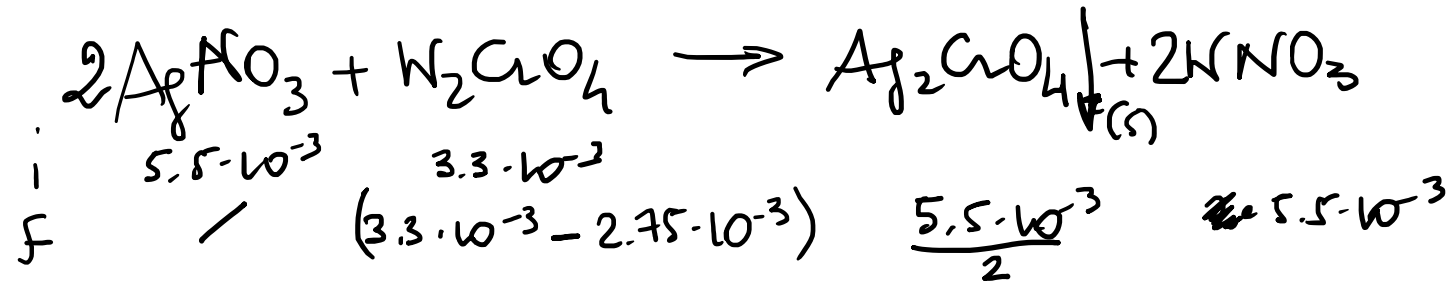 2AgNO₃ + K₂CrO₄ → Ag₂CrO₄↓(s) + 2KNO₃
i 5.5·10⁻³ 3.3·10⁻³
f / (3.3·10⁻³ − 2.75·10⁻³) 5.5·10⁻³/2 5.5·10⁻³